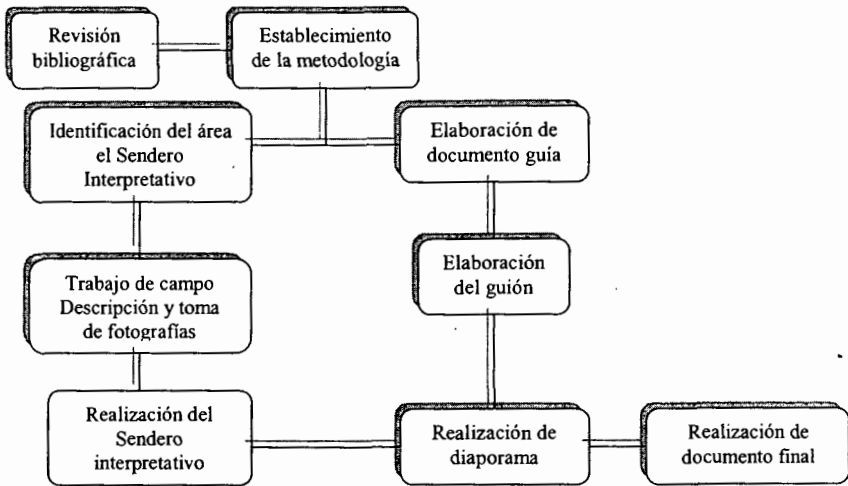 Revisión
bibliográfica
Establecimiento
de la metodología
Identificación del área
el Sendero
Interpretativo
Elaboración de
documento guía
Trabajo de campo
Descripción y toma
de fotografías
Elaboración
del guión
Realización del
Sendero
interpretativo
Realización de
diaporama
Realización de
documento final